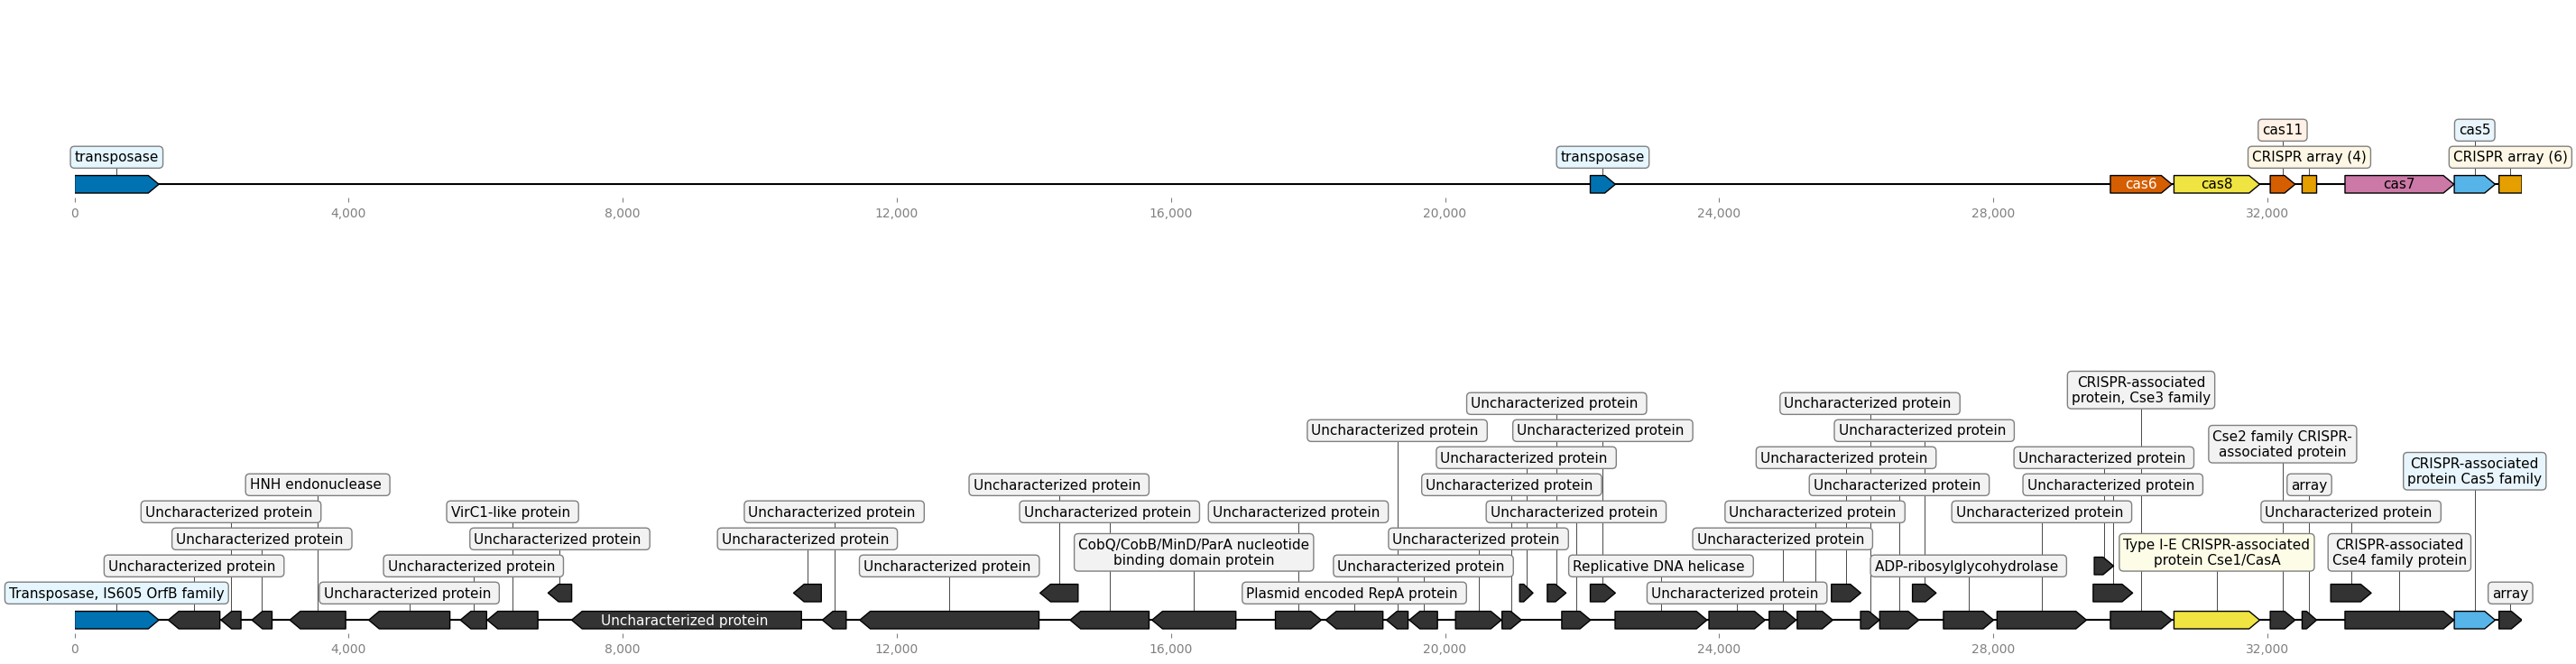 cas11
cas5
transposase
transposase
CRISPR array (4)
CRISPR array (6)
cas6
cas8
cas7
0
4,000
8,000
12,000
16,000
20,000
24,000
28,000
32,000
CRISPR-associated
protein, Cse3 family
Uncharacterized protein
Uncharacterized protein
Uncharacterized protein
Uncharacterized protein
Uncharacterized protein
Cse2 family CRISPR-
associated protein
Uncharacterized protein
Uncharacterized protein
Uncharacterized protein
CRISPR-associated
protein Cas5 family
HNH endonuclease
Uncharacterized protein
Uncharacterized protein
Uncharacterized protein
Uncharacterized protein
array
Uncharacterized protein
VirC1-like protein
Uncharacterized protein
Uncharacterized protein
Uncharacterized protein
Uncharacterized protein
Uncharacterized protein
Uncharacterized protein
Uncharacterized protein
Uncharacterized protein
Uncharacterized protein
Uncharacterized protein
CobQ/CobB/MinD/ParA nucleotide
binding domain protein
Uncharacterized protein
Uncharacterized protein
Type I-E CRISPR-associated
protein Cse1/CasA
CRISPR-associated
Cse4 family protein
Uncharacterized protein
Uncharacterized protein
Uncharacterized protein
Uncharacterized protein
Replicative DNA helicase
ADP-ribosylglycohydrolase
Transposase, IS605 OrfB family
Uncharacterized protein
Plasmid encoded RepA protein
Uncharacterized protein
array
Uncharacterized protein
0
4,000
8,000
12,000
16,000
20,000
24,000
28,000
32,000